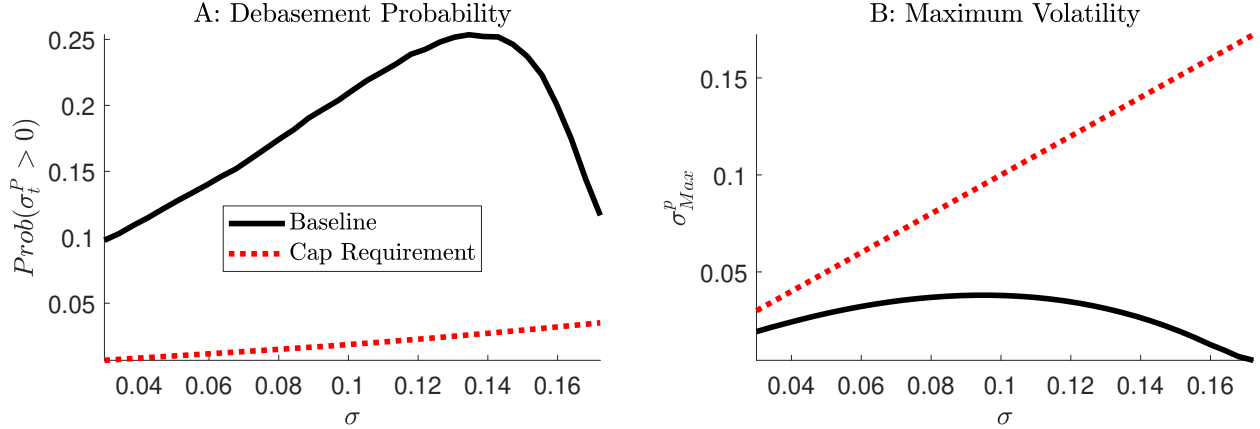 A: Debasement Probability
0.25
0.2
0.15
0.1
0.05
Prob(σ_t^P > 0)
Baseline
Cap Requirement
0.04 0.06 0.08 0.1 0.12 0.14 0.16
σ
B: Maximum Volatility
0.15
0.1
0.05
σ_{Max}^p
0.04 0.06 0.08 0.1 0.12 0.14 0.16
σ